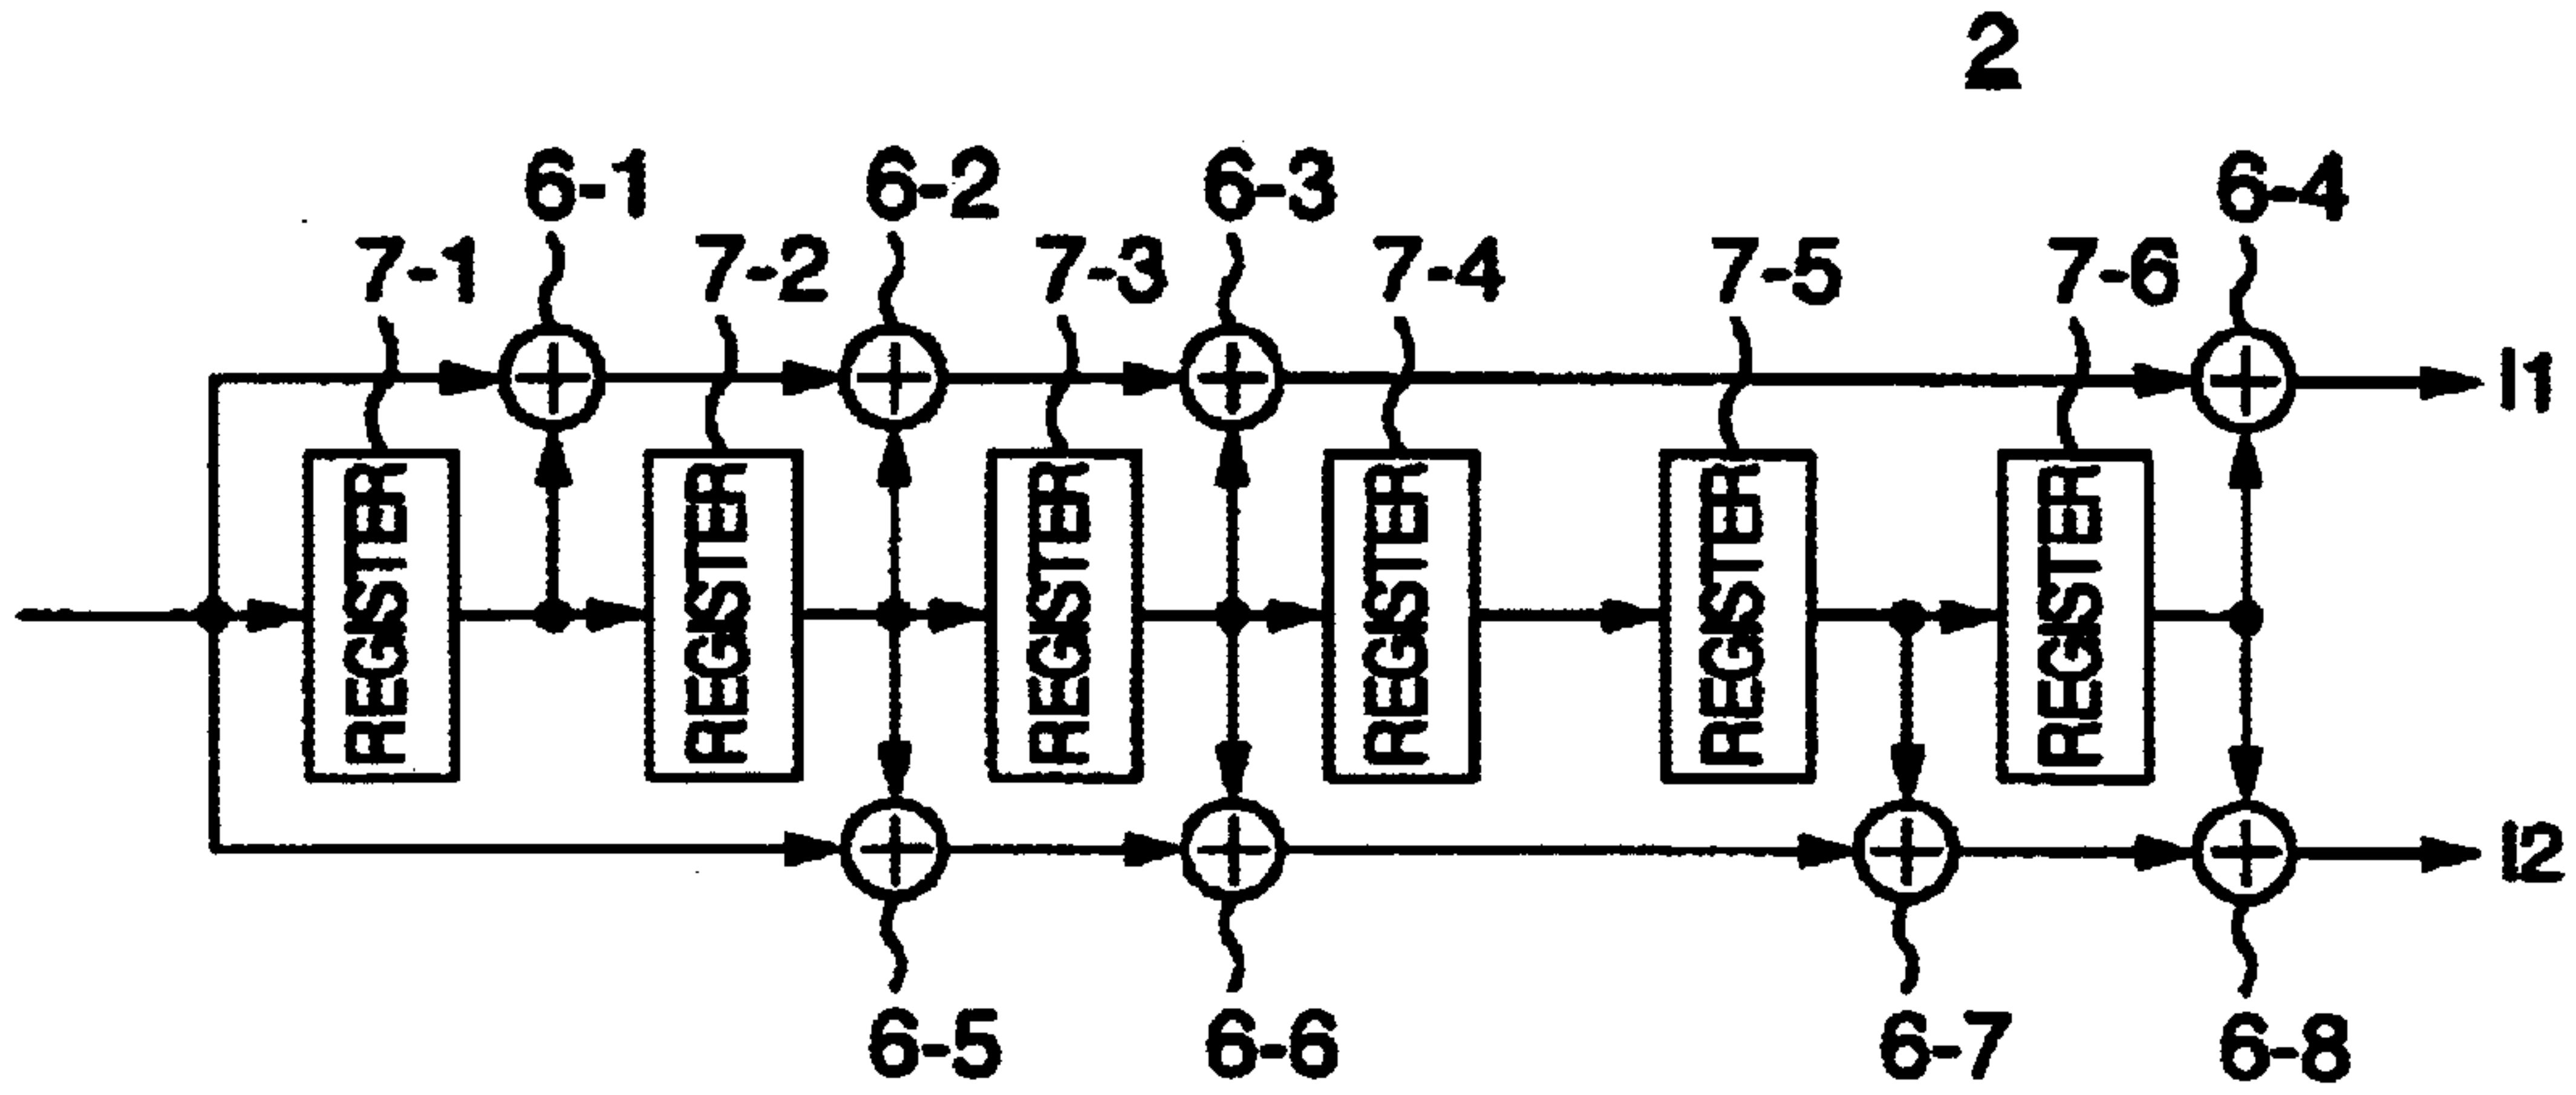 2
6-1 6-2 6-3 6-4
7-1 7-2 7-3 7-4 7-5 7-6
I1
REGISTER REGISTER REGISTER REGISTER REGISTER REGISTER
I2
6-5 6-6 6-7 6-8